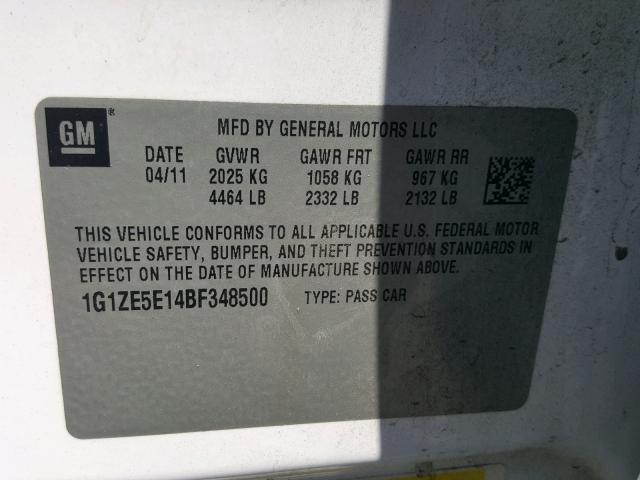 GM
MFD BY GENERAL MOTORS LLC
DATE GVWR GAWR FRT GAWR RR
04/11 2025 KG 1058 KG 967 KG
4464 LB 2332 LB 2132 LB
THIS VEHICLE CONFORMS TO ALL APPLICABLE U.S. FEDERAL MOTOR
VEHICLE SAFETY, BUMPER, AND THEFT PREVENTION STANDARDS IN
EFFECT ON THE DATE OF MANUFACTURE SHOWN ABOVE.
1G1ZE5E14BF348500 TYPE: PASS CAR